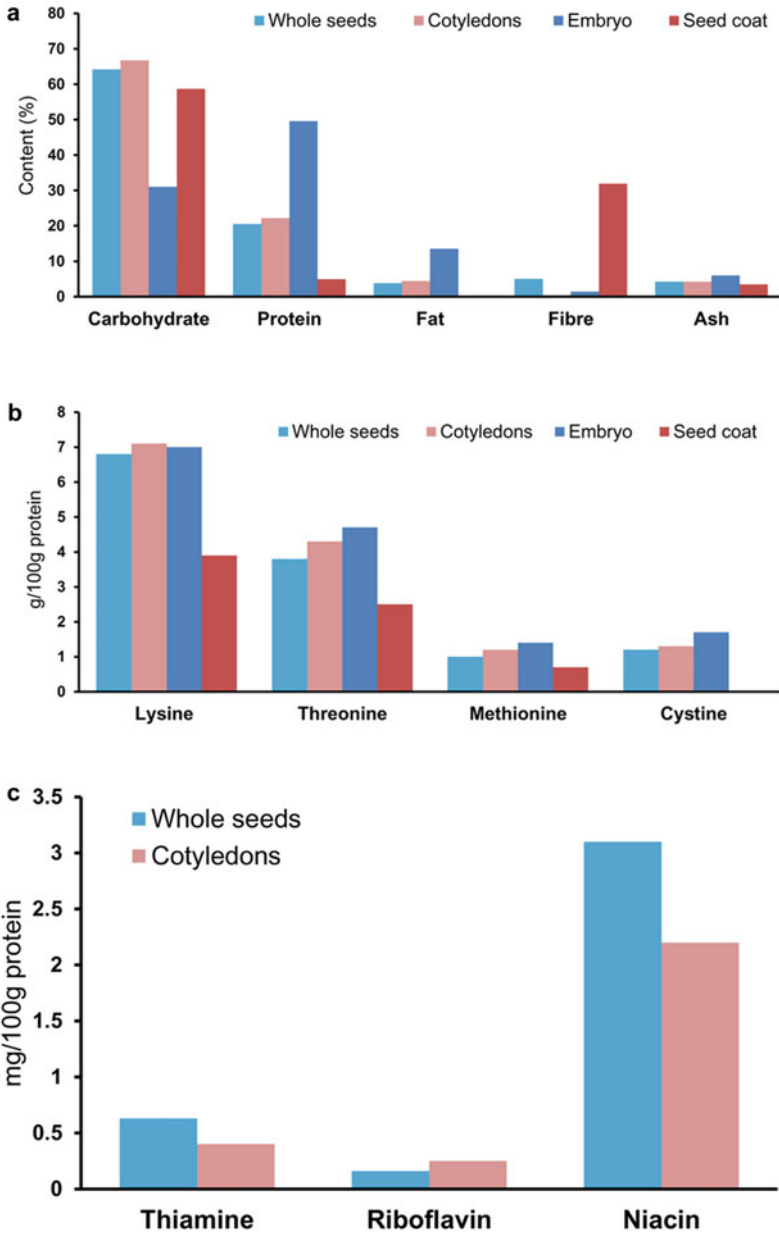 a
Whole seeds Cotyledons Embryo Seed coat
Content (%)
80
70
60
50
40
30
20
10
0
Carbohydrate Protein Fat Fibre Ash
b
Whole seeds Cotyledons Embryo Seed coat
g/100g protein
8
7
6
5
4
3
2
1
0
Lysine Threonine Methionine Cystine
c
Whole seeds
Cotyledons
mg/100g protein
3.5
3
2.5
2
1.5
1
0.5
0
Thiamine Riboflavin Niacin